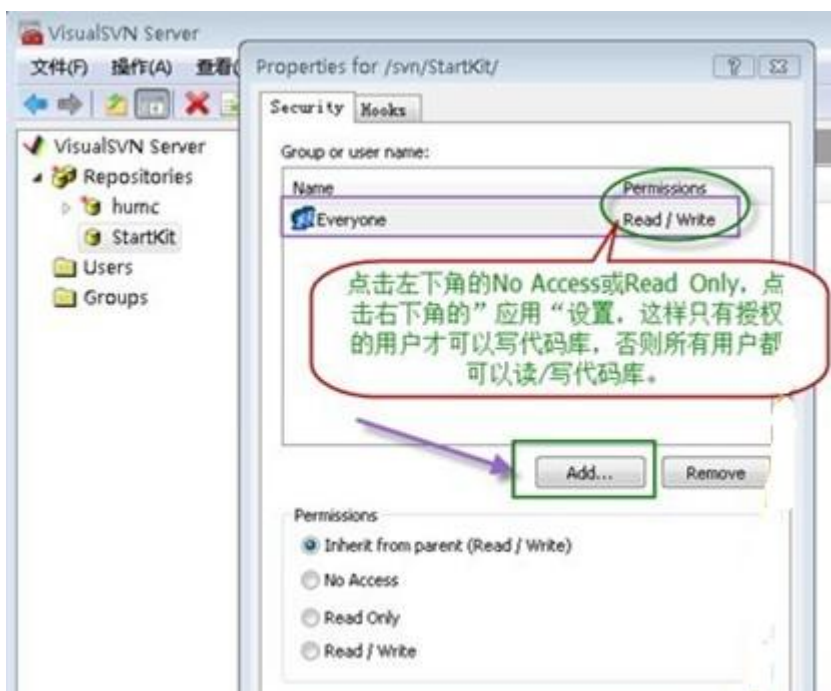 VisualSVN Server
文件(F) 操作(A) 查看(
Properties for /svn/StartKit/
Security Hooks
VisualSVN Server
Repositories
humc
StartKit
Users
Groups
Group or user name:
Name Permissions
Everyone Read / Write
点击左下角的No Access或Read Only，点
击右下角的”应用“设置，这样只有授权
的用户才可以写代码库，否则所有用户都
可以读/写代码库。
Add... Remove
Permissions
Inherit from parent (Read / Write)
No Access
Read Only
Read / Write